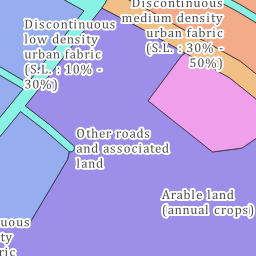 Discontinuous
low density
urban fabric
(S.L. : 10% -
30%)
Discontinuous
medium density
urban fabric
(S.L. : 30% -
50%)
Other roads
and associated
land
Arable land
(annual crops)